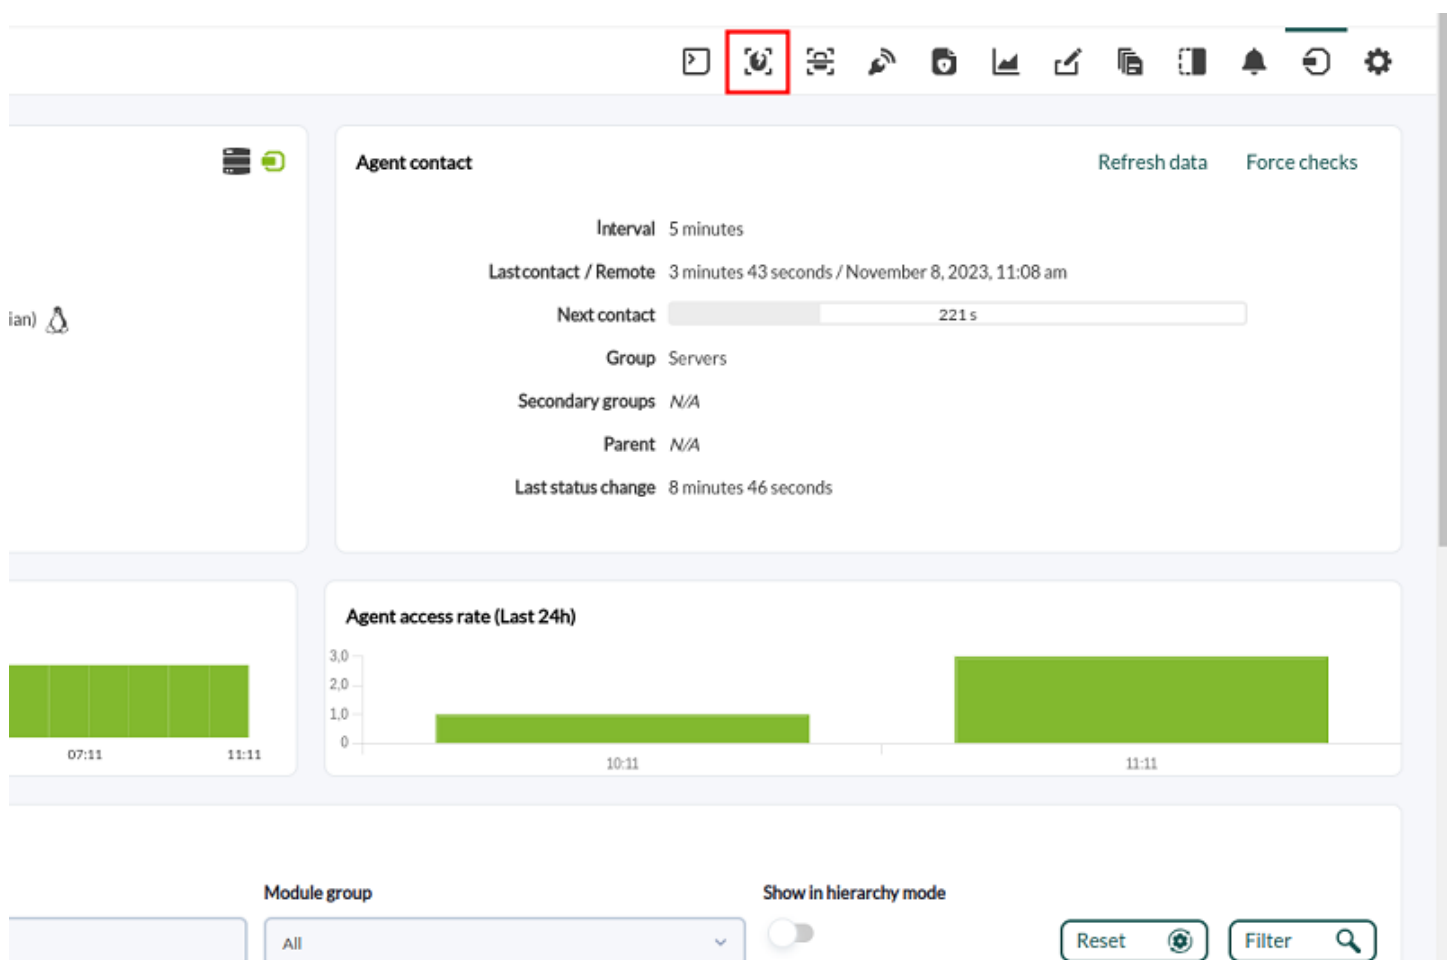 Agent contact
Refresh data
Force checks
Interval 5 minutes
Last contact / Remote 3 minutes 43 seconds / November 8, 2023, 11:08 am
ian)
Next contact 221 s
Group Servers
Secondary groups N/A
Parent N/A
Last status change 8 minutes 46 seconds
07:11
11:11
Agent access rate (Last 24h)
3,0
2,0
1,0
0
10:11
11:11
Module group
All
Show in hierarchy mode
Reset
Filter